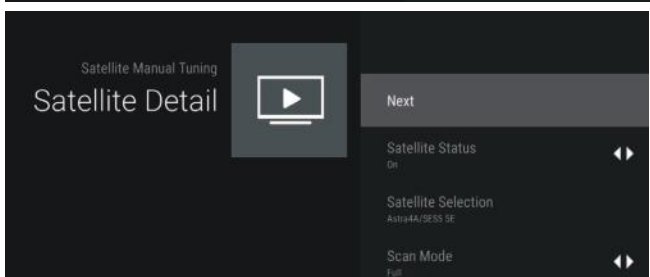 Satellite Manual Tuning
Satellite Detail
Next
Satellite Status
On
Satellite Selection
Astra4A/SES5 5E
Scan Mode
Full